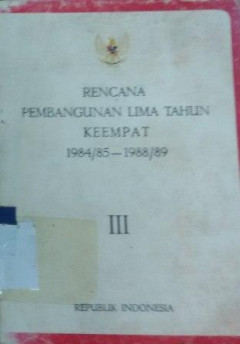 RENCANA
PEMBANGUNAN LIMA TAHUN
KEEMPAT
1984/85 — 1988/89
III
REPUBLIK INDONESIA